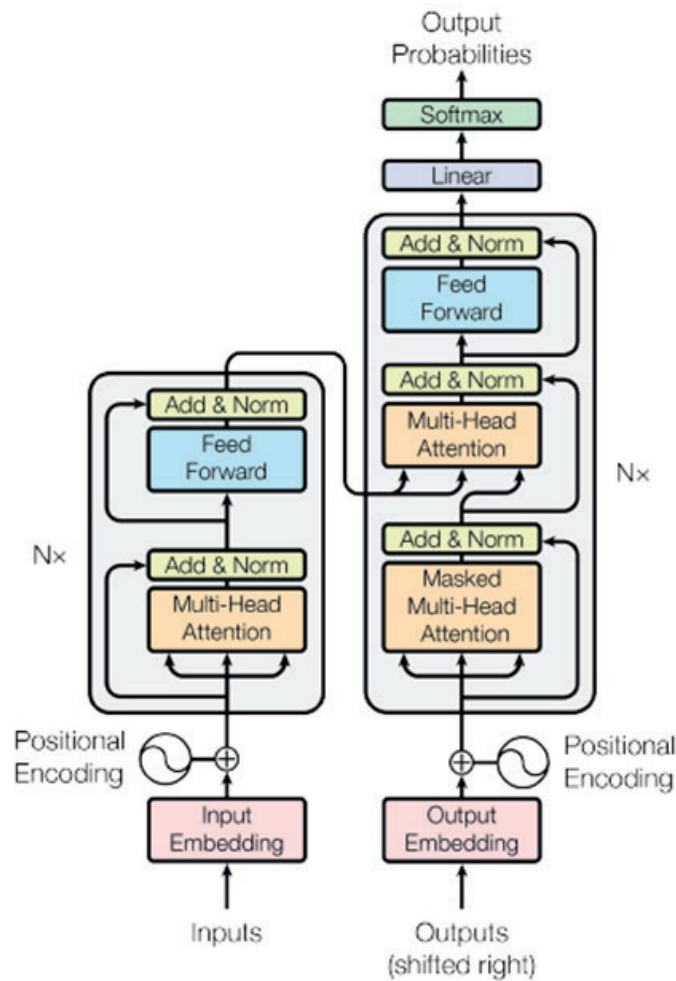 Output
Probabilities
Softmax
Linear
Add & Norm
Feed
Forward
Add & Norm
Multi-Head
Attention
Add & Norm
Masked
Multi-Head
Attention
Nx
Add & Norm
Feed
Forward
Add & Norm
Multi-Head
Attention
Nx
Positional
Encoding
Positional
Encoding
Input
Embedding
Output
Embedding
Inputs
Outputs
(shifted right)